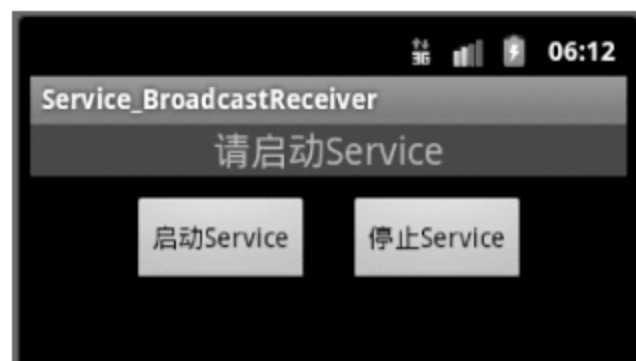 3G 06:12
Service_BroadcastReceiver
请启动Service
启动Service 停止Service